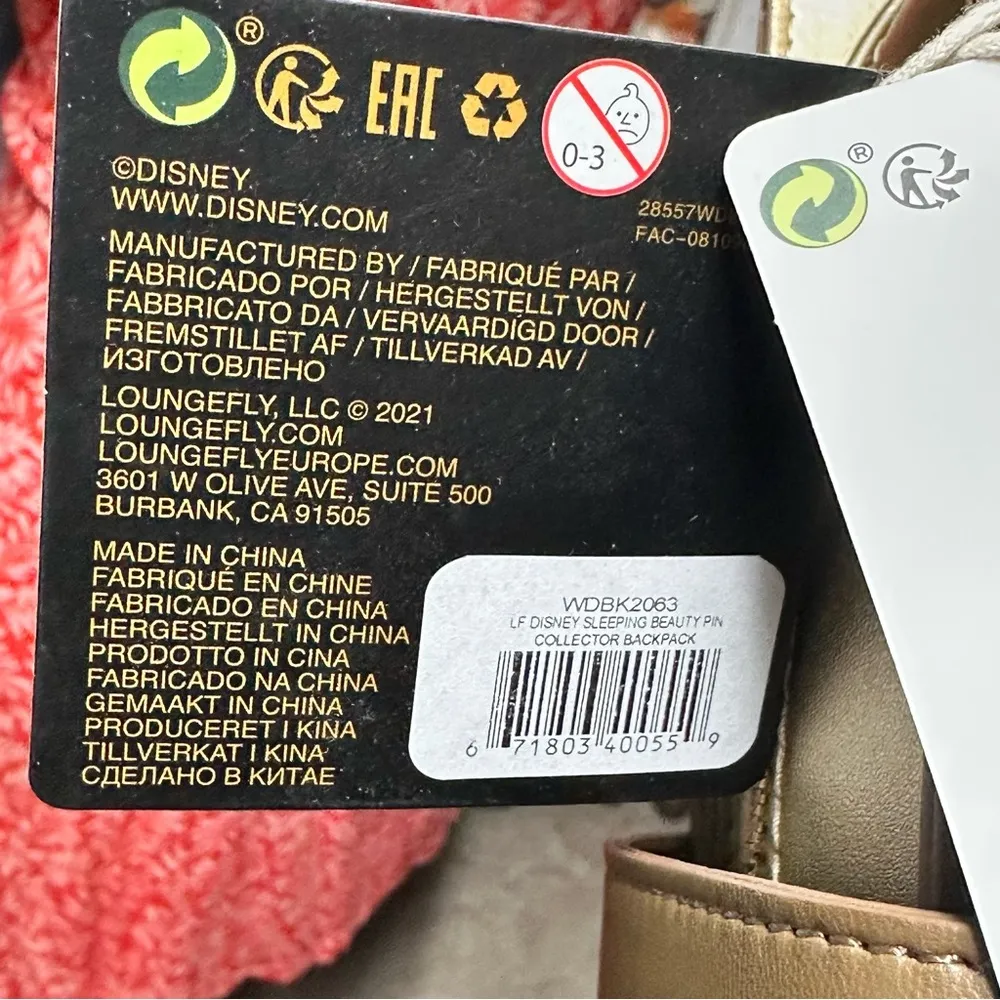 ®
EAC
0-3
©DISNEY
WWW.DISNEY.COM
MANUFACTURED BY / FABRIQUÉ PAR /
FABRICADO POR / HERGESTELLT VON /
FABBRICATO DA / VERVAARDIGD DOOR /
FREMSTILLET AF / TILLVERKAD AV /
ИЗГОТОВЛЕНО
LOUNGEFLY, LLC © 2021
LOUNGEFLY.COM
LOUNGEFLYEUROPE.COM
3601 W OLIVE AVE, SUITE 500
BURBANK, CA 91505
MADE IN CHINA
FABRIQUÉ EN CHINE
FABRICADO EN CHINA
HERGESTELLT IN CHINA
PRODOTTO IN CINA
FABRICADO NA CHINA
GEMAAKT IN CHINA
PRODUCERET I KINA
TILLVERKAT I KINA
СДЕЛАНО В КИТАЕ
WDBK2063
LF DISNEY SLEEPING BEAUTY PIN
COLLECTOR BACKPACK
6 71803 40055 9
®